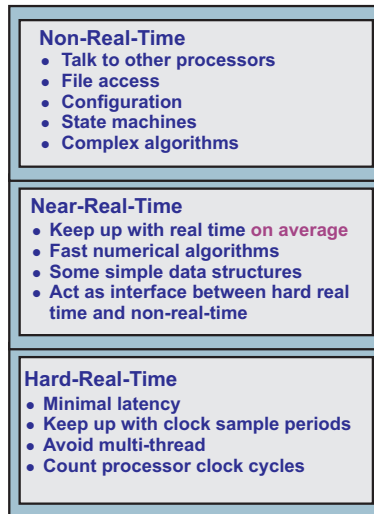 Non-Real-Time
• Talk to other processors
• File access
• Configuration
• State machines
• Complex algorithms
Near-Real-Time
• Keep up with real time on average
• Fast numerical algorithms
• Some simple data structures
• Act as interface between hard real
time and non-real-time
Hard-Real-Time
• Minimal latency
• Keep up with clock sample periods
• Avoid multi-thread
• Count processor clock cycles